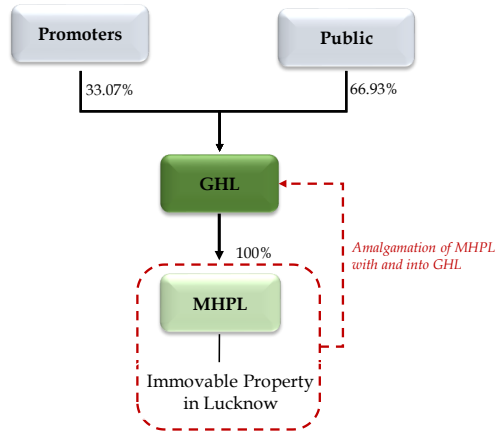 Promoters
Public
33.07%
66.93%
GHL
100%
Amalgamation of MHPL
with and into GHL
MHPL
Immovable Property
in Lucknow